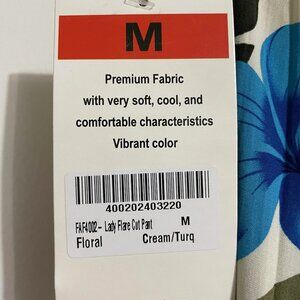 M
Premium Fabric
with very soft, cool, and
comfortable characteristics
Vibrant color
400202403220
FAF4002- Lady Flare Cut Pant M
Floral Cream/Turq